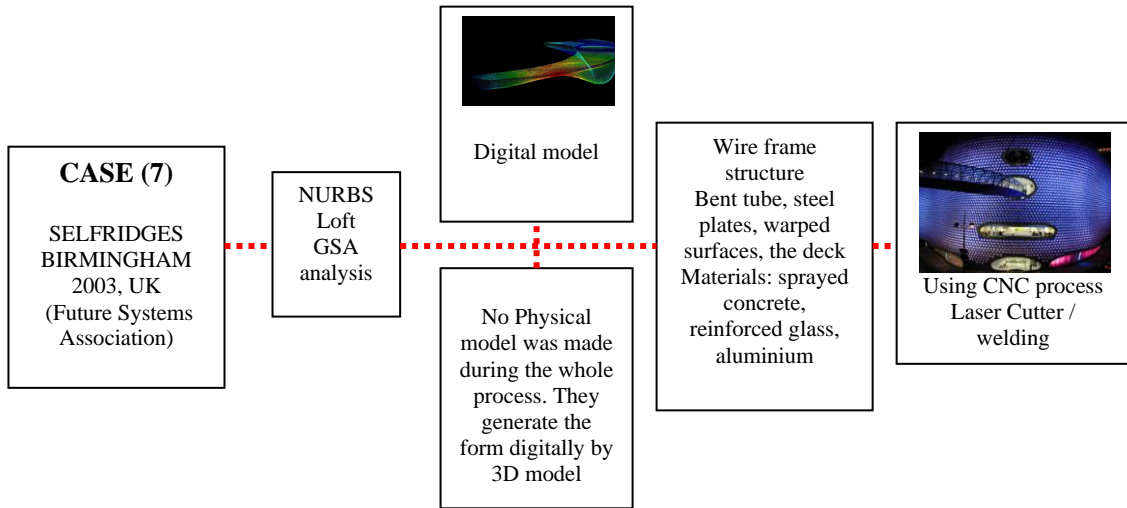 CASE (7)
SELFRIDGES
BIRMINGHAM
2003, UK
(Future Systems
Association)
NURBS
Loft
GSA
analysis
Digital model
No Physical
model was made
during the whole
process. They
generate the
form digitally by
3D model
Wire frame
structure
Bent tube, steel
plates, warped
surfaces, the deck
Materials: sprayed
concrete,
reinforced glass,
aluminium
Using CNC process
Laser Cutter /
welding